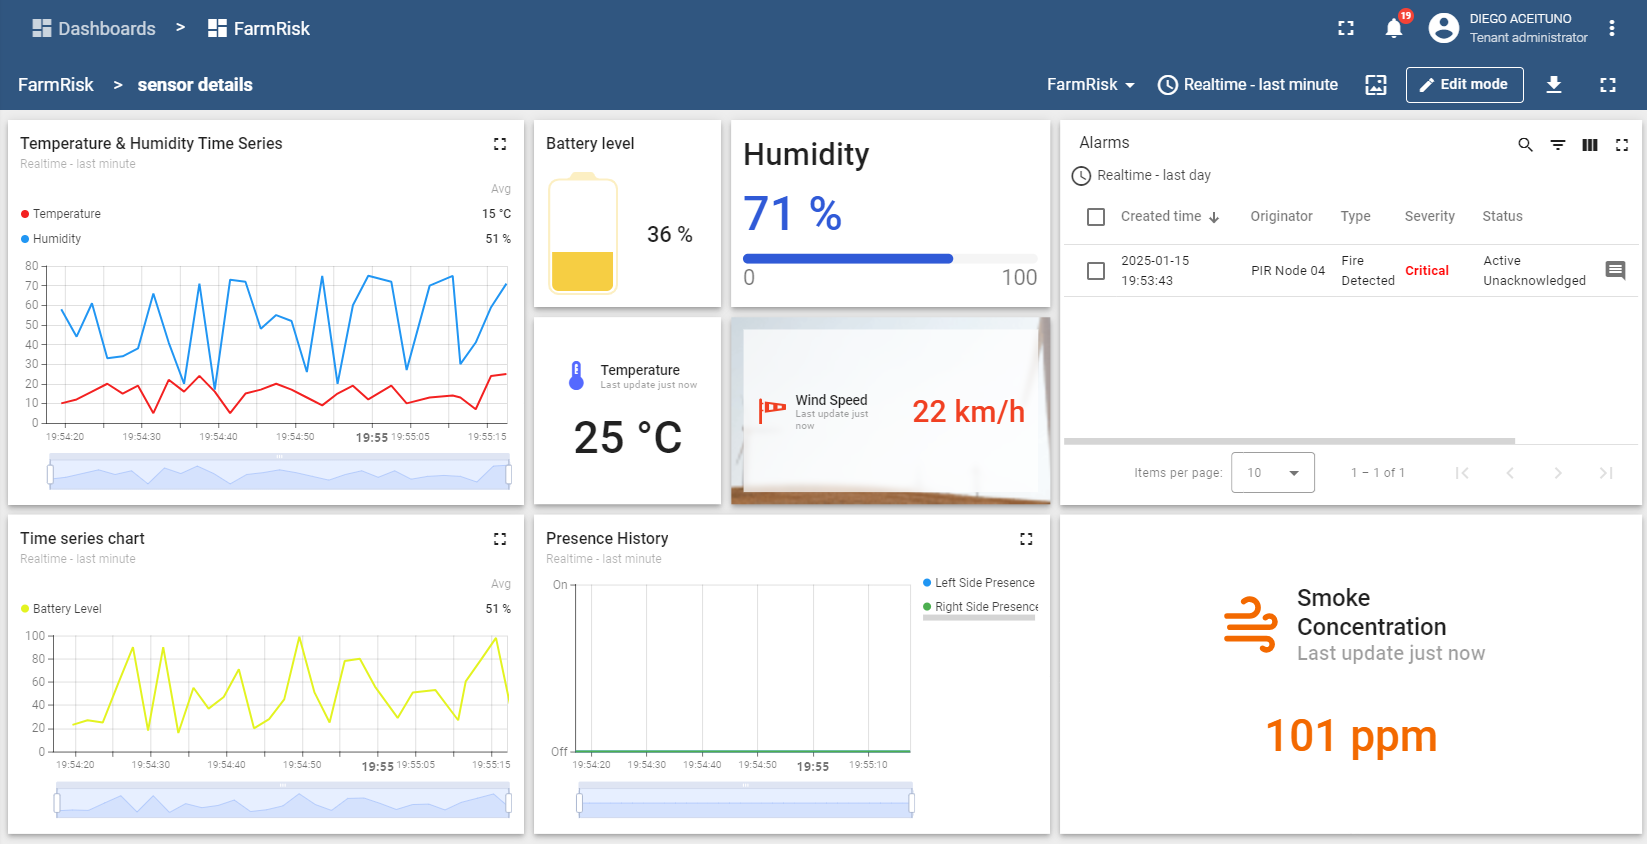 Dashboards > FarmRisk
19
DIEGO ACEITUNO
Tenant administrator
FarmRisk > sensor details
FarmRisk
Realtime - last minute
Edit mode
Temperature & Humidity Time Series
Realtime - last minute
Avg
Temperature 15 °C
Humidity 51 %
80
70
60
50
40
30
20
10
0
19:54:20 19:54:30 19:54:40 19:54:50 19:55 19:55:05 19:55:15
Battery level
36 %
Humidity
71 %
0 100
Temperature
Last update just now
25 °C
Wind Speed
Last update just
now
22 km/h
Alarms
Realtime - last day
Created time Originator Type Severity Status
2025-01-15
19:53:43
PIR Node 04
Fire
Detected
Critical
Active
Unacknowledged
Items per page: 10 1 – 1 of 1
Time series chart
Realtime - last minute
Avg
Battery Level 51 %
100
80
60
40
20
0
19:54:20 19:54:30 19:54:40 19:54:50 19:55 19:55:05 19:55:15
Presence History
Realtime - last minute
Left Side Presence
Right Side Presence
On
Off
19:54:20 19:54:30 19:54:40 19:54:50 19:55 19:55:10
Smoke
Concentration
Last update just now
101 ppm